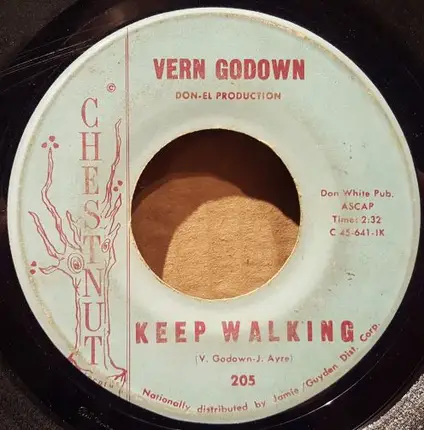 VERN GODOWN
DON-EL PRODUCTION
©
CHESTNUT
Don White Pub.
ASCAP
Time: 2:32
C 45-641-1K
KEEP WALKING
(V. Godown-J. Ayre)
205
Nationally distributed by Jamie/Guyden Dist. Corp.